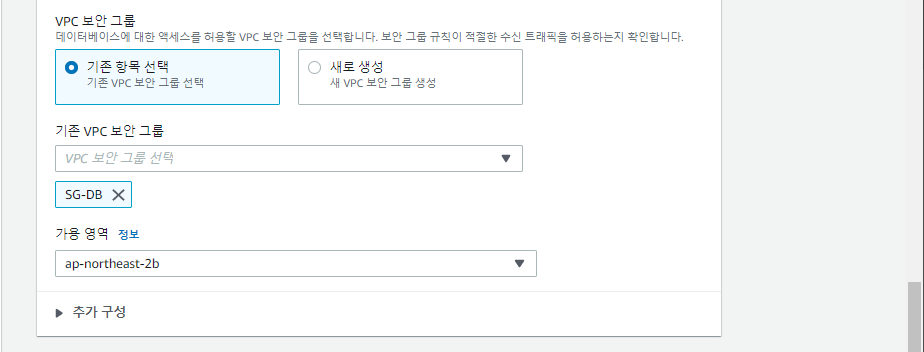 VPC 보안 그룹
데이터베이스에 대한 액세스를 허용할 VPC 보안 그룹을 선택합니다. 보안 그룹 규칙이 적절한 수신 트래픽을 허용하는지 확인합니다.
기존 항목 선택
기존 VPC 보안 그룹 선택
새로 생성
새 VPC 보안 그룹 생성
기존 VPC 보안 그룹
VPC 보안 그룹 선택
SG-DB
가용 영역 정보
ap-northeast-2b
추가 구성